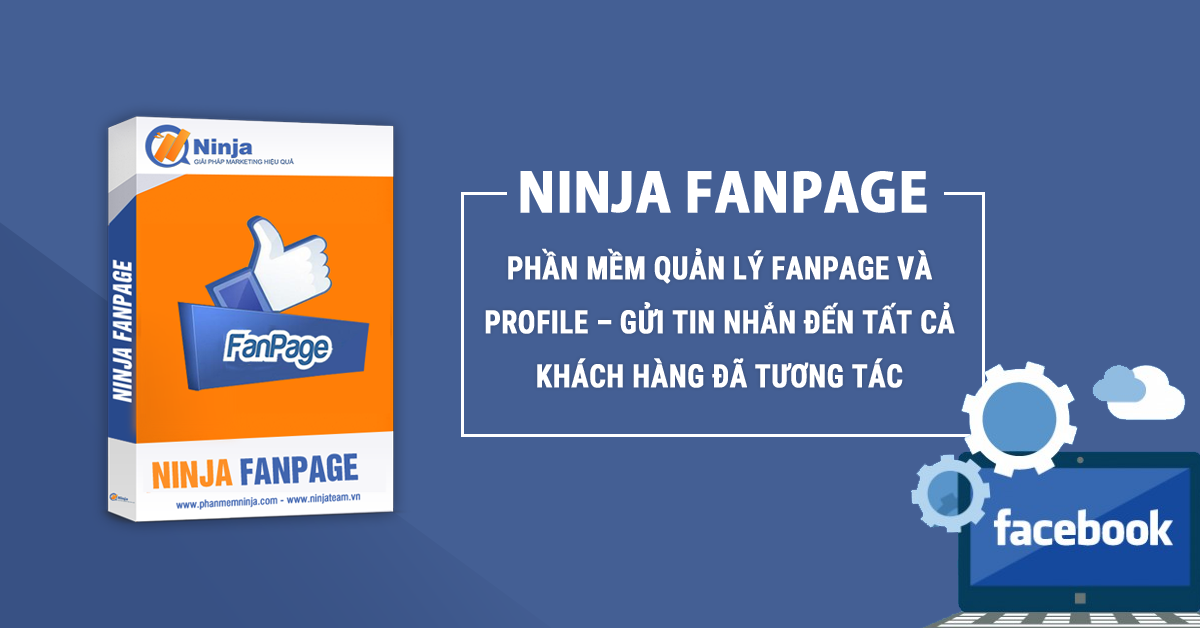 Ninja
GIẢI PHÁP MARKETING HIỆU QUẢ
NINJA FANPAGE
FanPage
NINJA FANPAGE
www.phanmemninja.com - www.ninjateam.vn
Ninja
NINJA FANPAGE
PHẦN MỀM QUẢN LÝ FANPAGE VÀ
PROFILE – GỬI TIN NHẮN ĐẾN TẤT CẢ
KHÁCH HÀNG ĐÃ TƯƠNG TÁC
facebook